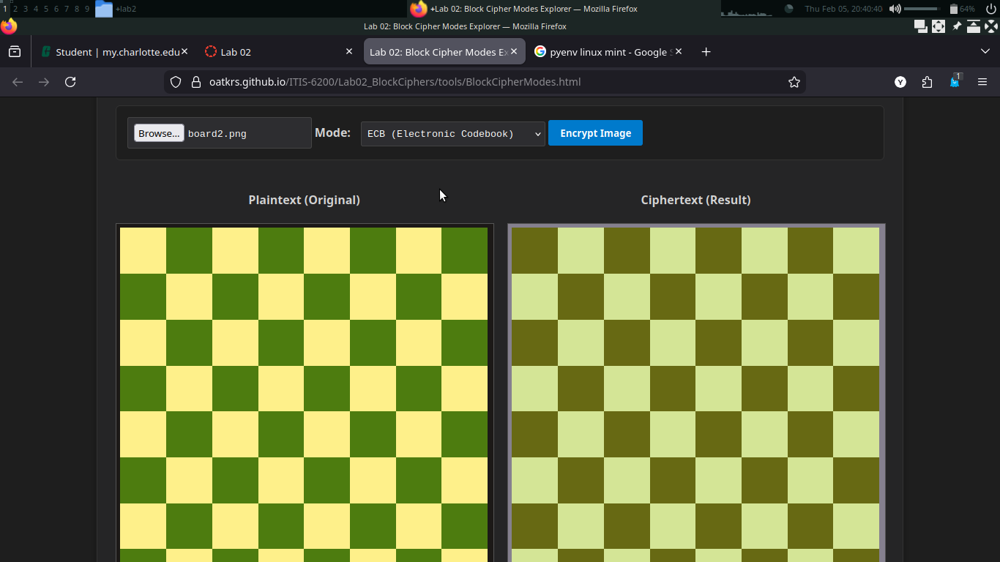 1 2 3 4 5 6 7 8 9 +lab2 +Lab 02: Block Cipher Modes Explorer — Mozilla Firefox Thu Feb 05, 20:40:40 64%
Lab 02: Block Cipher Modes Explorer — Mozilla Firefox
Student | my.charlotte.edu Lab 02 Lab 02: Block Cipher Modes Ex pyenv linux mint - Google S
oatkrs.github.io/ITIS-6200/Lab02_BlockCiphers/tools/BlockCipherModes.html Y 1
Browse... board2.png Mode: ECB (Electronic Codebook) Encrypt Image
Plaintext (Original) Ciphertext (Result)